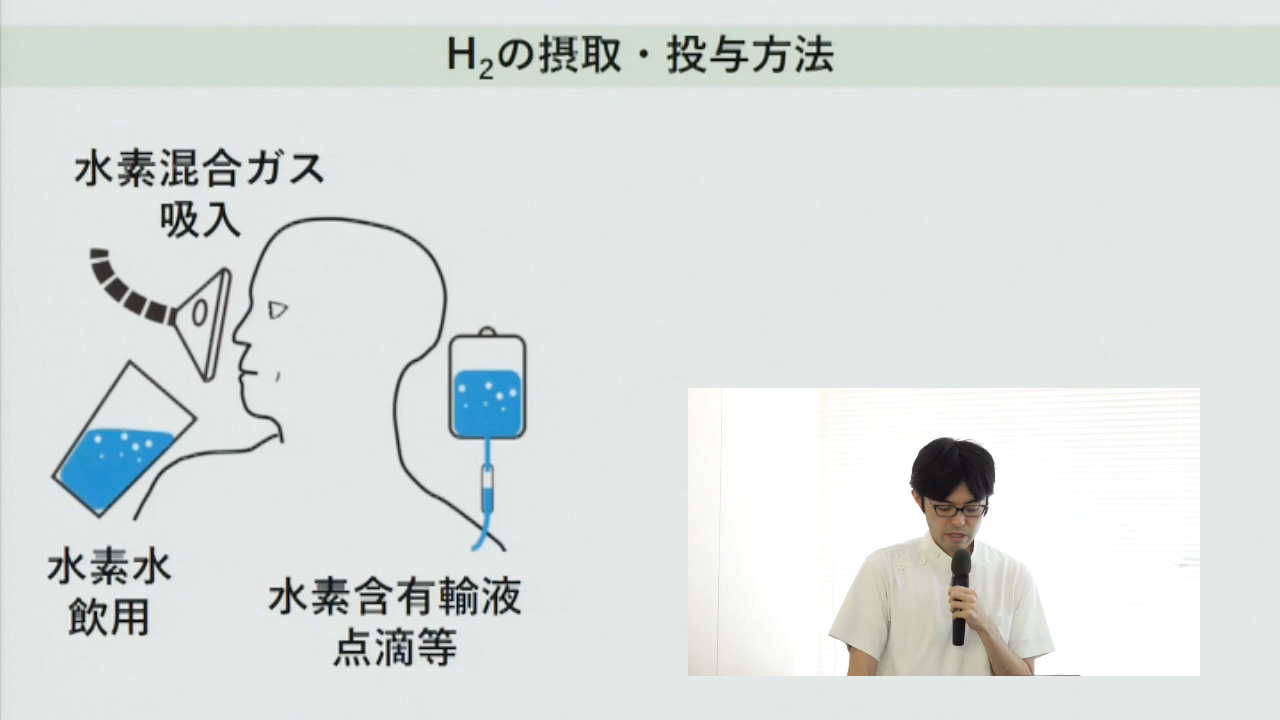 H₂の摂取・投与方法
水素混合ガス
吸入
水素水
飲用
水素含有輸液
点滴等